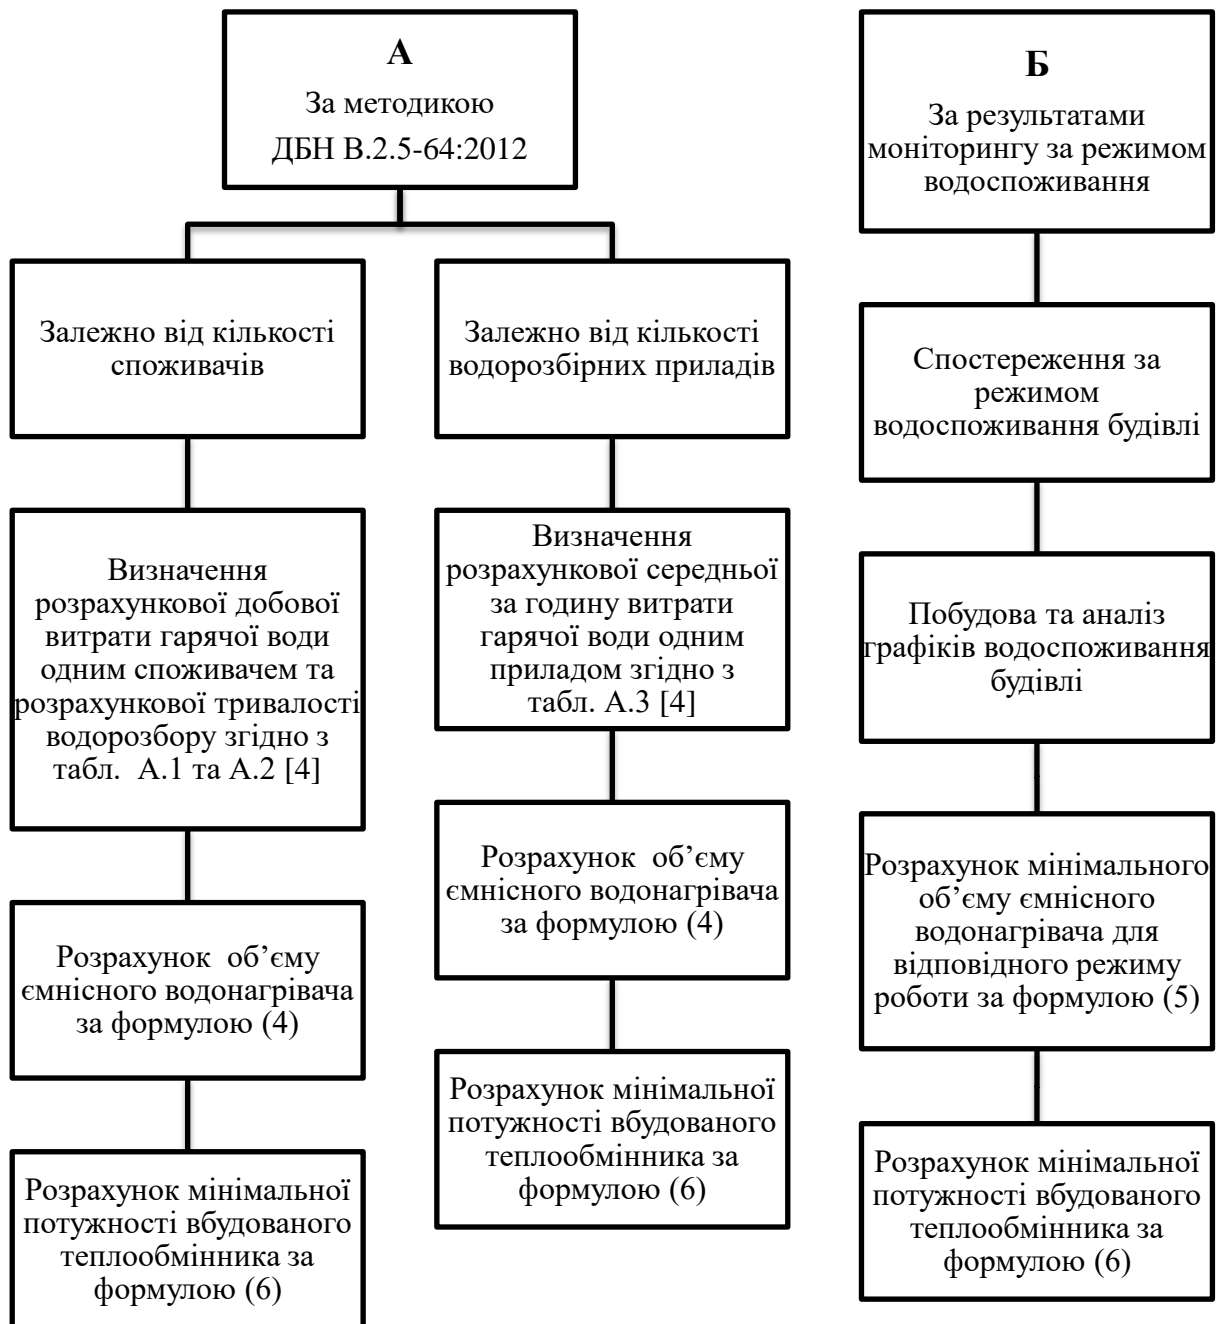 А
За методикою
ДБН В.2.5-64:2012
Залежно від кількості
споживачів
Визначення
розрахункової добової
витрати гарячої води
одним споживачем та
розрахункової тривалості
водорозбору згідно з
табл. А.1 та А.2 [4]
Розрахунок об’єму
ємнісного водонагрівача
за формулою (4)
Розрахунок мінімальної
потужності вбудованого
теплообмінника за
формулою (6)
Залежно від кількості
водорозбірних приладів
Визначення
розрахункової середньої
за годину витрати
гарячої води одним
приладом згідно з
табл. А.3 [4]
Розрахунок об’єму
ємнісного водонагрівача
за формулою (4)
Розрахунок мінімальної
потужності вбудованого
теплообмінника за
формулою (6)
Б
За результатами
моніторингу за режимом
водоспоживання
Спостереження за
режимом
водоспоживання будівлі
Побудова та аналіз
графіків водоспоживання
будівлі
Розрахунок мінімального
об’єму ємнісного
водонагрівача для
відповідного режиму
роботи за формулою (5)
Розрахунок мінімальної
потужності вбудованого
теплообмінника за
формулою (6)